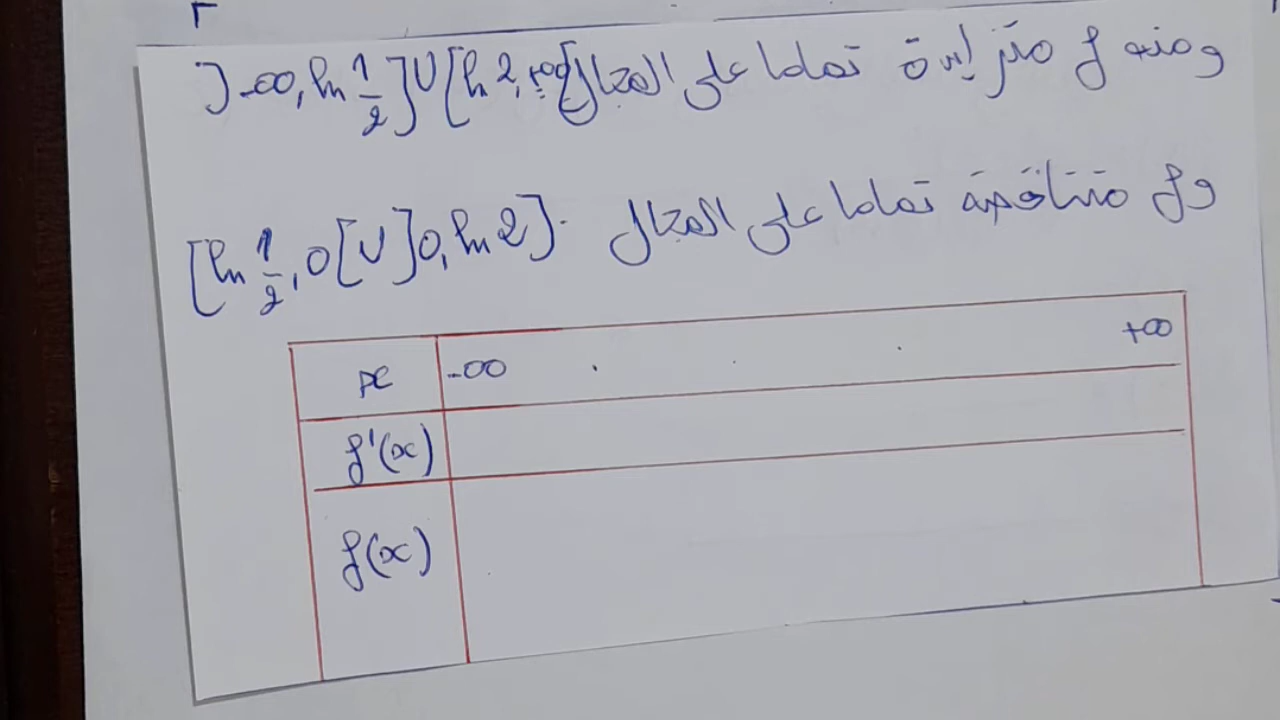 ومنه f متزايدة تماما على المجال ]-∞, ln 1/2] ∪ [ln 2, +∞[
و f متناقصة تماما على المجال [ln 1/2, 0[ ∪ ]0, ln 2].
x -∞ +∞
f'(x)
f(x)